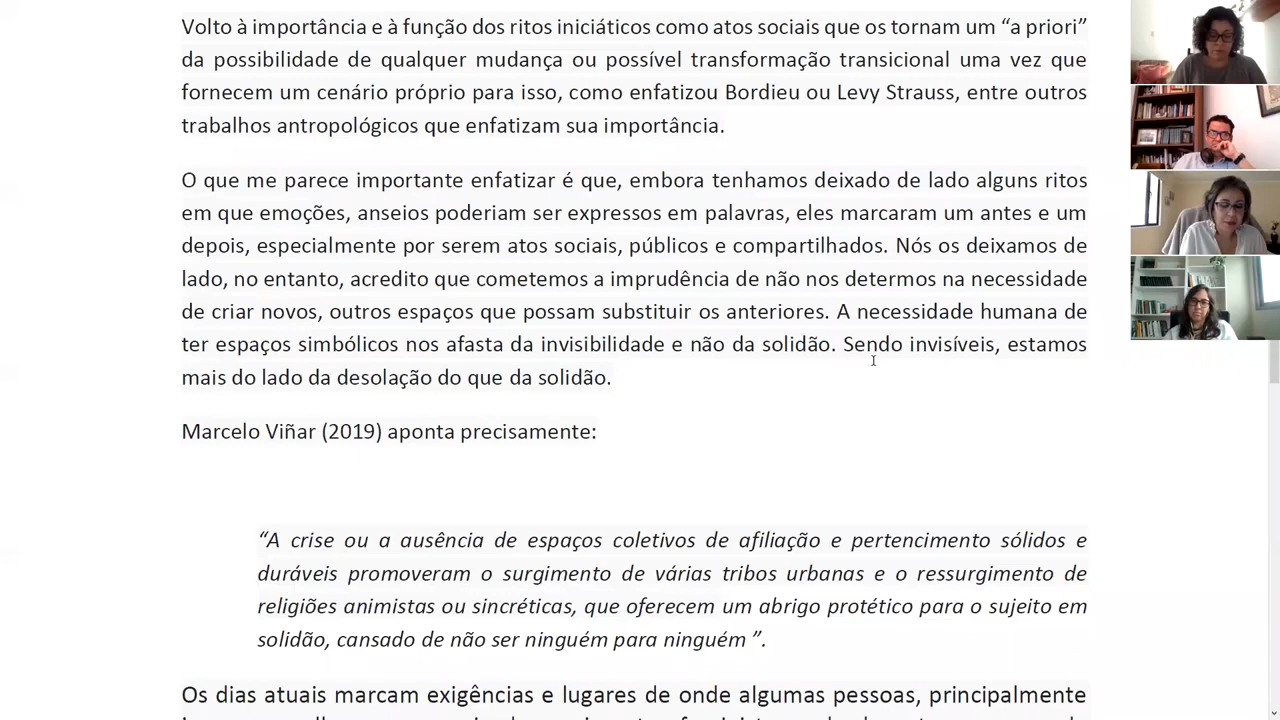 Volto à importância e à função dos ritos iniciáticos como atos sociais que os tornam um “a priori”
da possibilidade de qualquer mudança ou possível transformação transicional uma vez que
fornecem um cenário próprio para isso, como enfatizou Bordieu ou Levy Strauss, entre outros
trabalhos antropológicos que enfatizam sua importância.
O que me parece importante enfatizar é que, embora tenhamos deixado de lado alguns ritos
em que emoções, anseios poderiam ser expressos em palavras, eles marcaram um antes e um
depois, especialmente por serem atos sociais, públicos e compartilhados. Nós os deixamos de
lado, no entanto, acredito que cometemos a imprudência de não nos determos na necessidade
de criar novos, outros espaços que possam substituir os anteriores. A necessidade humana de
ter espaços simbólicos nos afasta da invisibilidade e não da solidão. Sendo invisíveis, estamos
mais do lado da desolação do que da solidão.
Marcelo Viñar (2019) aponta precisamente:
“A crise ou a ausência de espaços coletivos de afiliação e pertencimento sólidos e
duráveis promoveram o surgimento de várias tribos urbanas e o ressurgimento de
religiões animistas ou sincréticas, que oferecem um abrigo protético para o sujeito em
solidão, cansado de não ser ninguém para ninguém ”.
Os dias atuais marcam exigências e lugares de onde algumas pessoas, principalmente